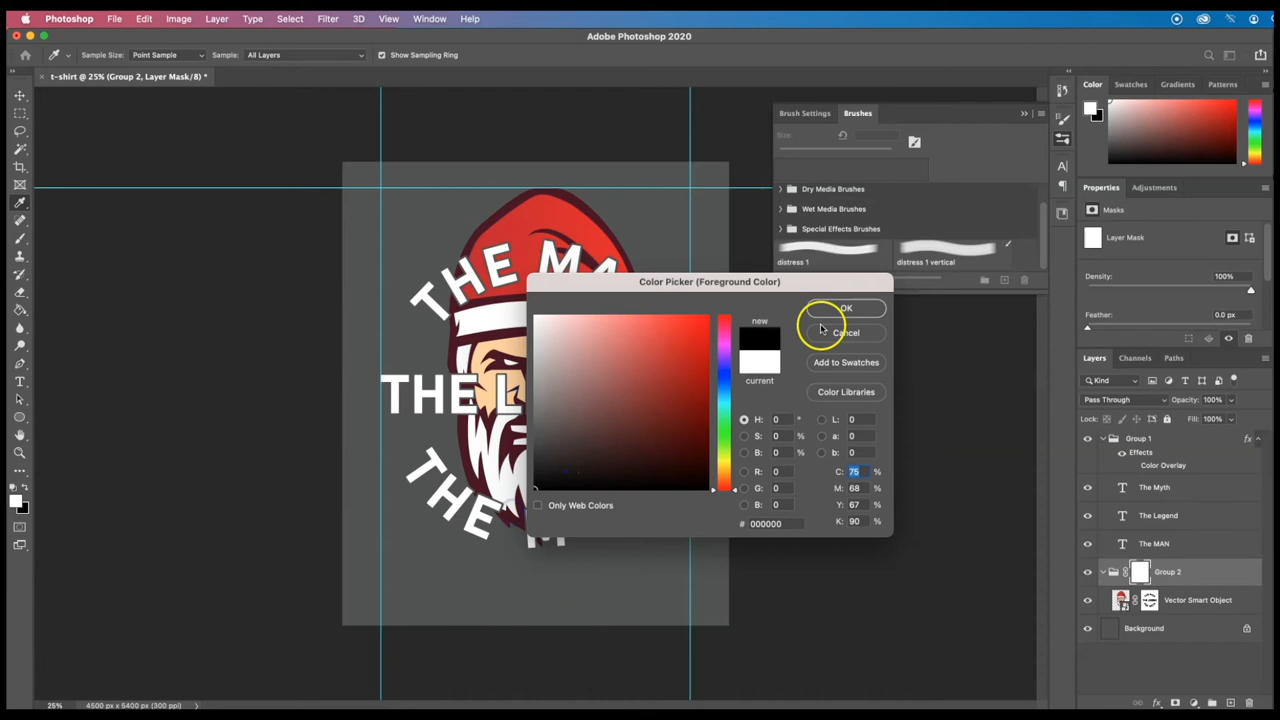 Photoshop File Edit Image Layer Type Select Filter 3D View Window Help
Adobe Photoshop 2020
Sample Size: Point Sample Sample: All Layers Show Sampling Ring
t-shirt @ 25% (Group 2, Layer Mask/8) *
Brush Settings Brushes
Size:
Dry Media Brushes
Wet Media Brushes
Special Effects Brushes
distress 1 distress 1 vertical
THE MA
THE L
THE
Color Picker (Foreground Color)
new
current
OK
Cancel
Add to Swatches
Color Libraries
H: 0 ° L: 0
S: 0 % a: 0
B: 0 % b: 0
R: 0 C: 75 %
G: 0 M: 68 %
B: 0 Y: 67 %
# 000000 K: 90 %
Only Web Colors
Color Swatches Gradients Patterns
Properties Adjustments
Masks
Layer Mask
Density: 100%
Feather: 0.0 px
Layers Channels Paths
Kind
Pass Through Opacity: 100%
Lock: Fill: 100%
Group 1 fx
Effects
Color Overlay
T The Myth
T The Legend
T The MAN
Group 2
Vector Smart Object
Background
25% 4500 px x 5400 px (300 ppi)